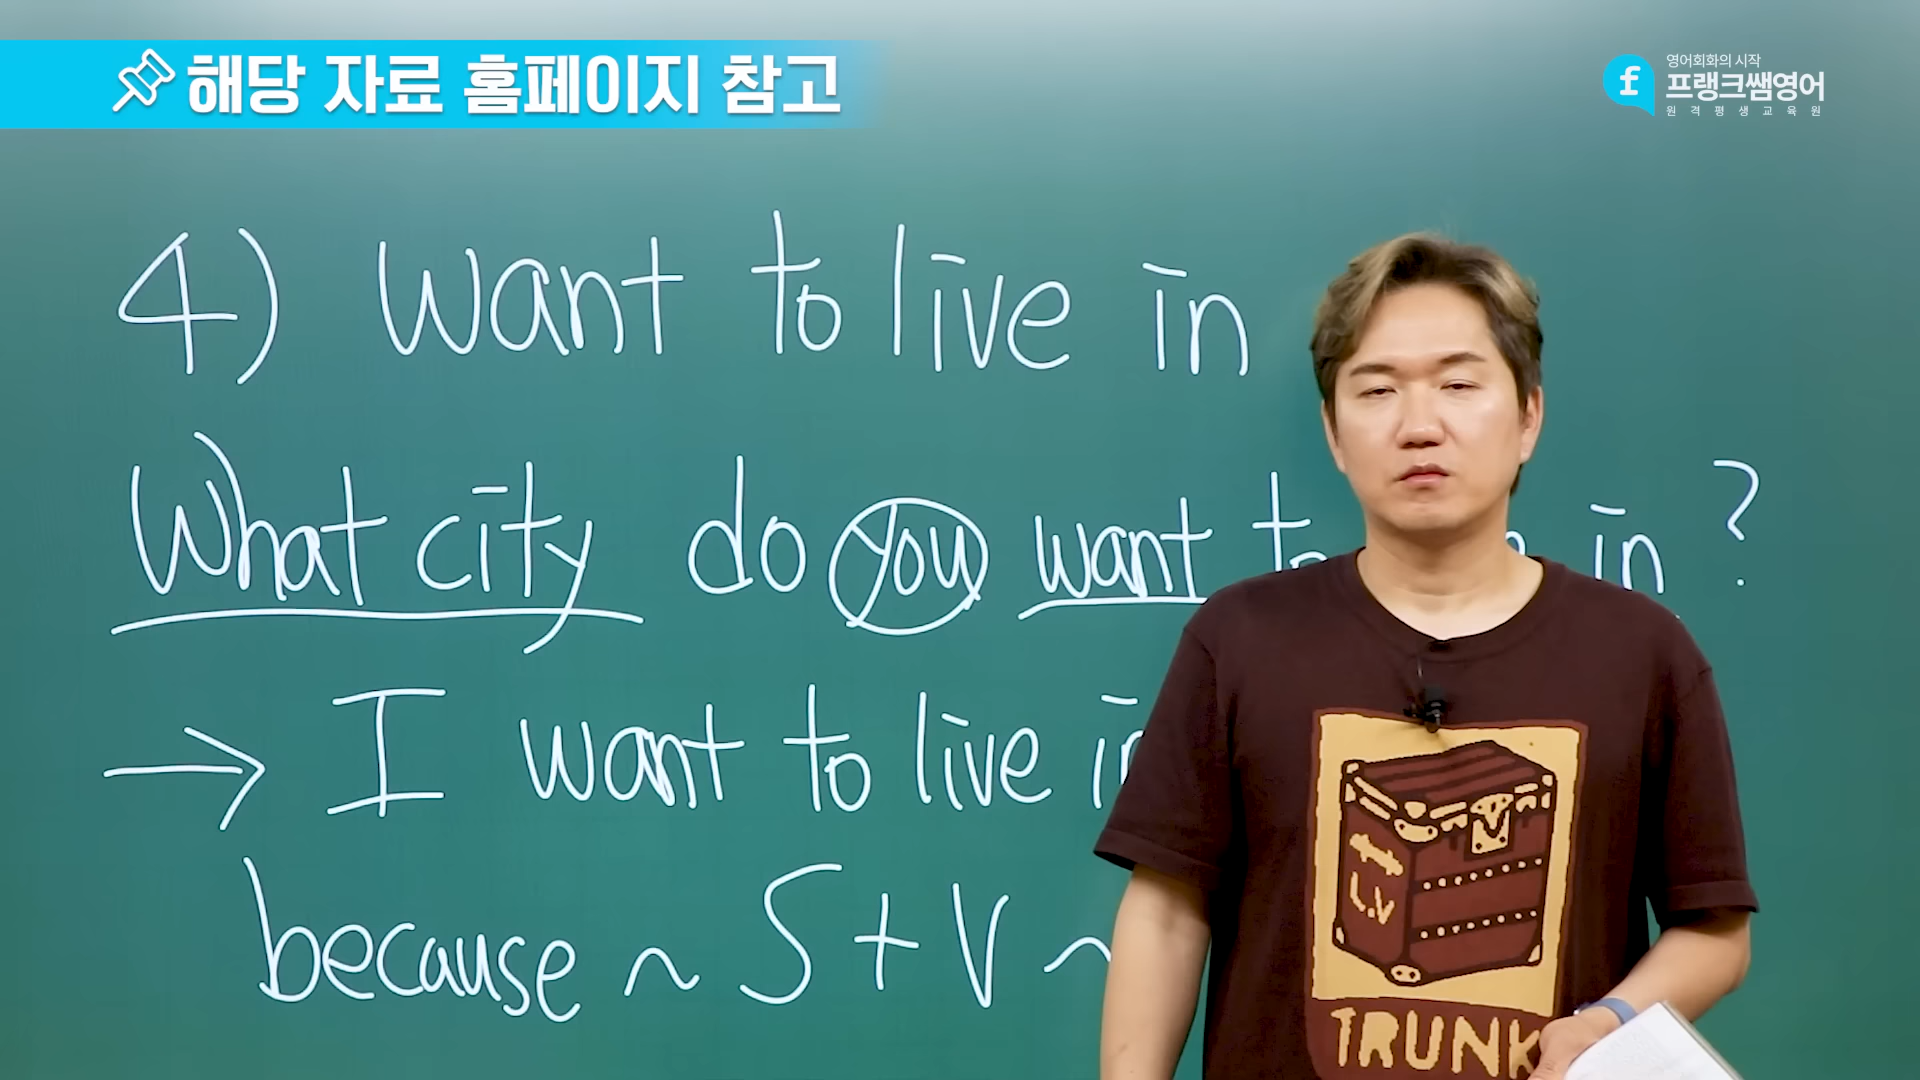 해당 자료 홈페이지 참고
영어회화의 시작
f 프랭크쌤영어
원격평생교육원
4) Want to live in
What city do you want to in ?
→ I want to live in
because ~ S + V ~
L.V
TRUNK